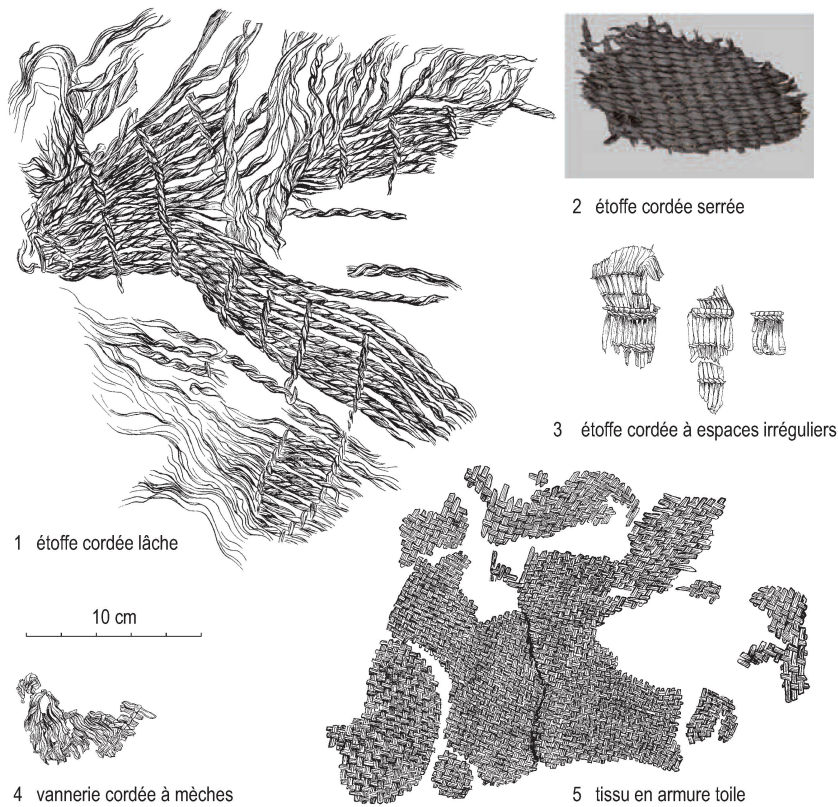 2 étoffe cordée serrée
3 étoffe cordée à espaces irréguliers
1 étoffe cordée lâche
10 cm
4 vannerie cordée à mèches
5 tissu en armure toile